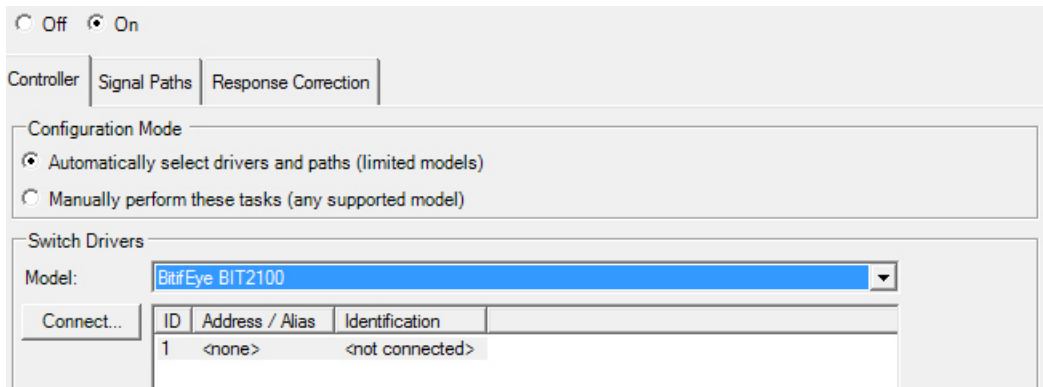 Off On
Controller Signal Paths Response Correction
Configuration Mode
Automatically select drivers and paths (limited models)
Manually perform these tasks (any supported model)
Switch Drivers
Model: BitifEye BIT2100
Connect... ID Address / Alias Identification
1 <none> <not connected>